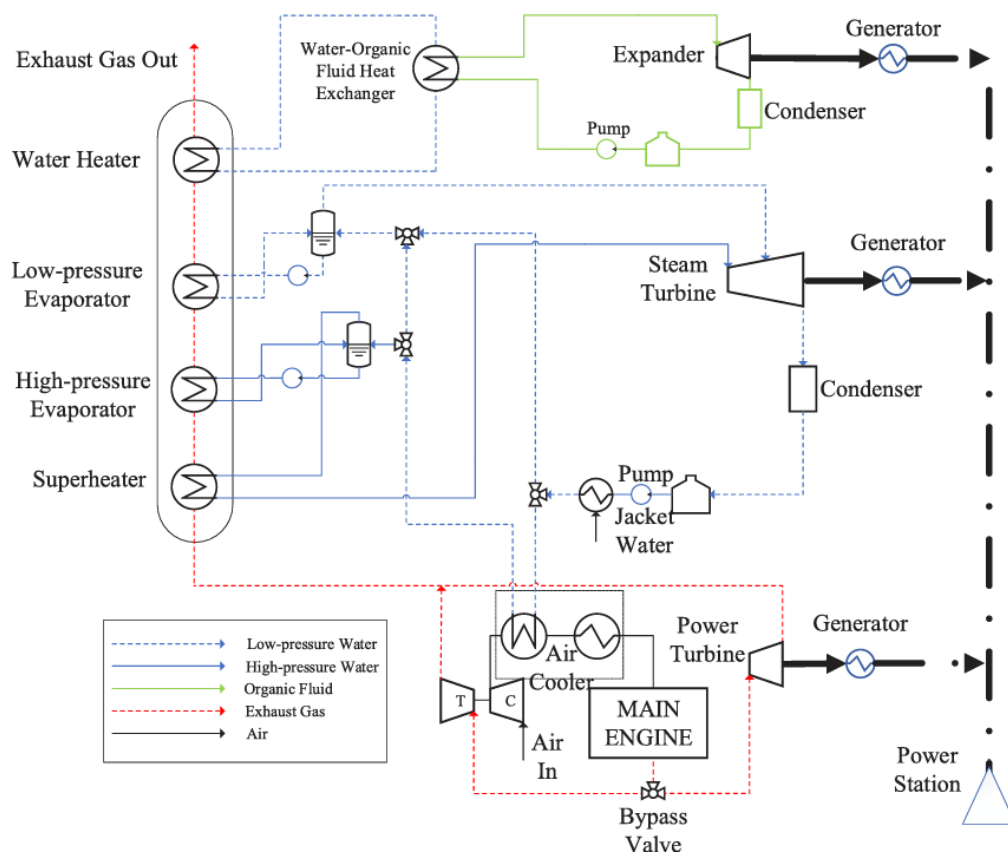 Exhaust Gas Out
Water-Organic
Fluid Heat
Exchanger
Expander
Generator
Condenser
Pump
Water Heater
Low-pressure
Evaporator
Steam
Turbine
Generator
High-pressure
Evaporator
Condenser
Superheater
Pump
Jacket
Water
Low-pressure Water
High-pressure Water
Organic Fluid
Exhaust Gas
Air
Air
Cooler
T
C
Air
In
MAIN
ENGINE
Bypass
Valve
Power
Turbine
Generator
Power
Station